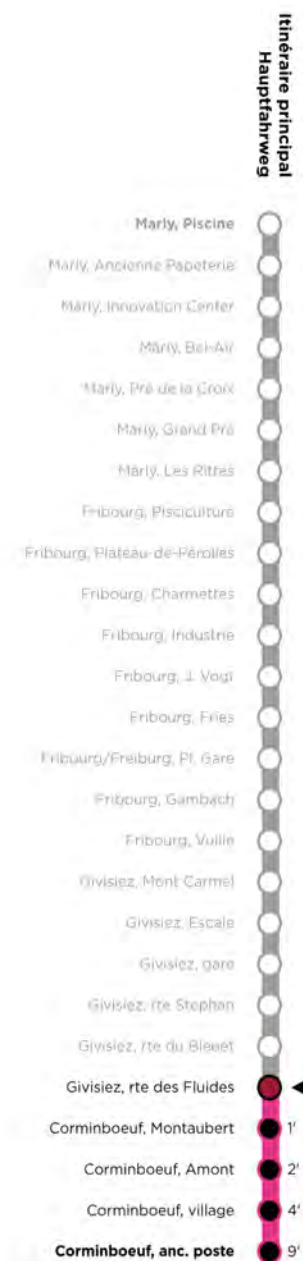 Itinéraire principal
Hauptfahrweg
Marly, Piscine
Marly, Ancienne Papeterie
Marly, Innovation Center
Marly, Bel-Air
Marly, Pré de la Croix
Marly, Grand Pré
Marly, Les Rittes
Fribourg, Pisciculture
Fribourg, Plateau-de-Pérolles
Fribourg, Charmettes
Fribourg, Industrie
Fribourg, J. Vogt
Fribourg, Fries
Fribourg/Freiburg, Pl. Gare
Fribourg, Gambach
Fribourg, Vuille
Givisiez, Mont Carmel
Givisiez, Escale
Givisiez, gare
Givisiez, rte Stephan
Givisiez, rte du Bleuet
Givisiez, rte des Fluides
Corminboeuf, Montaubert 1'
Corminboeuf, Amont 2'
Corminboeuf, village 4'
Corminboeuf, anc. poste 9'